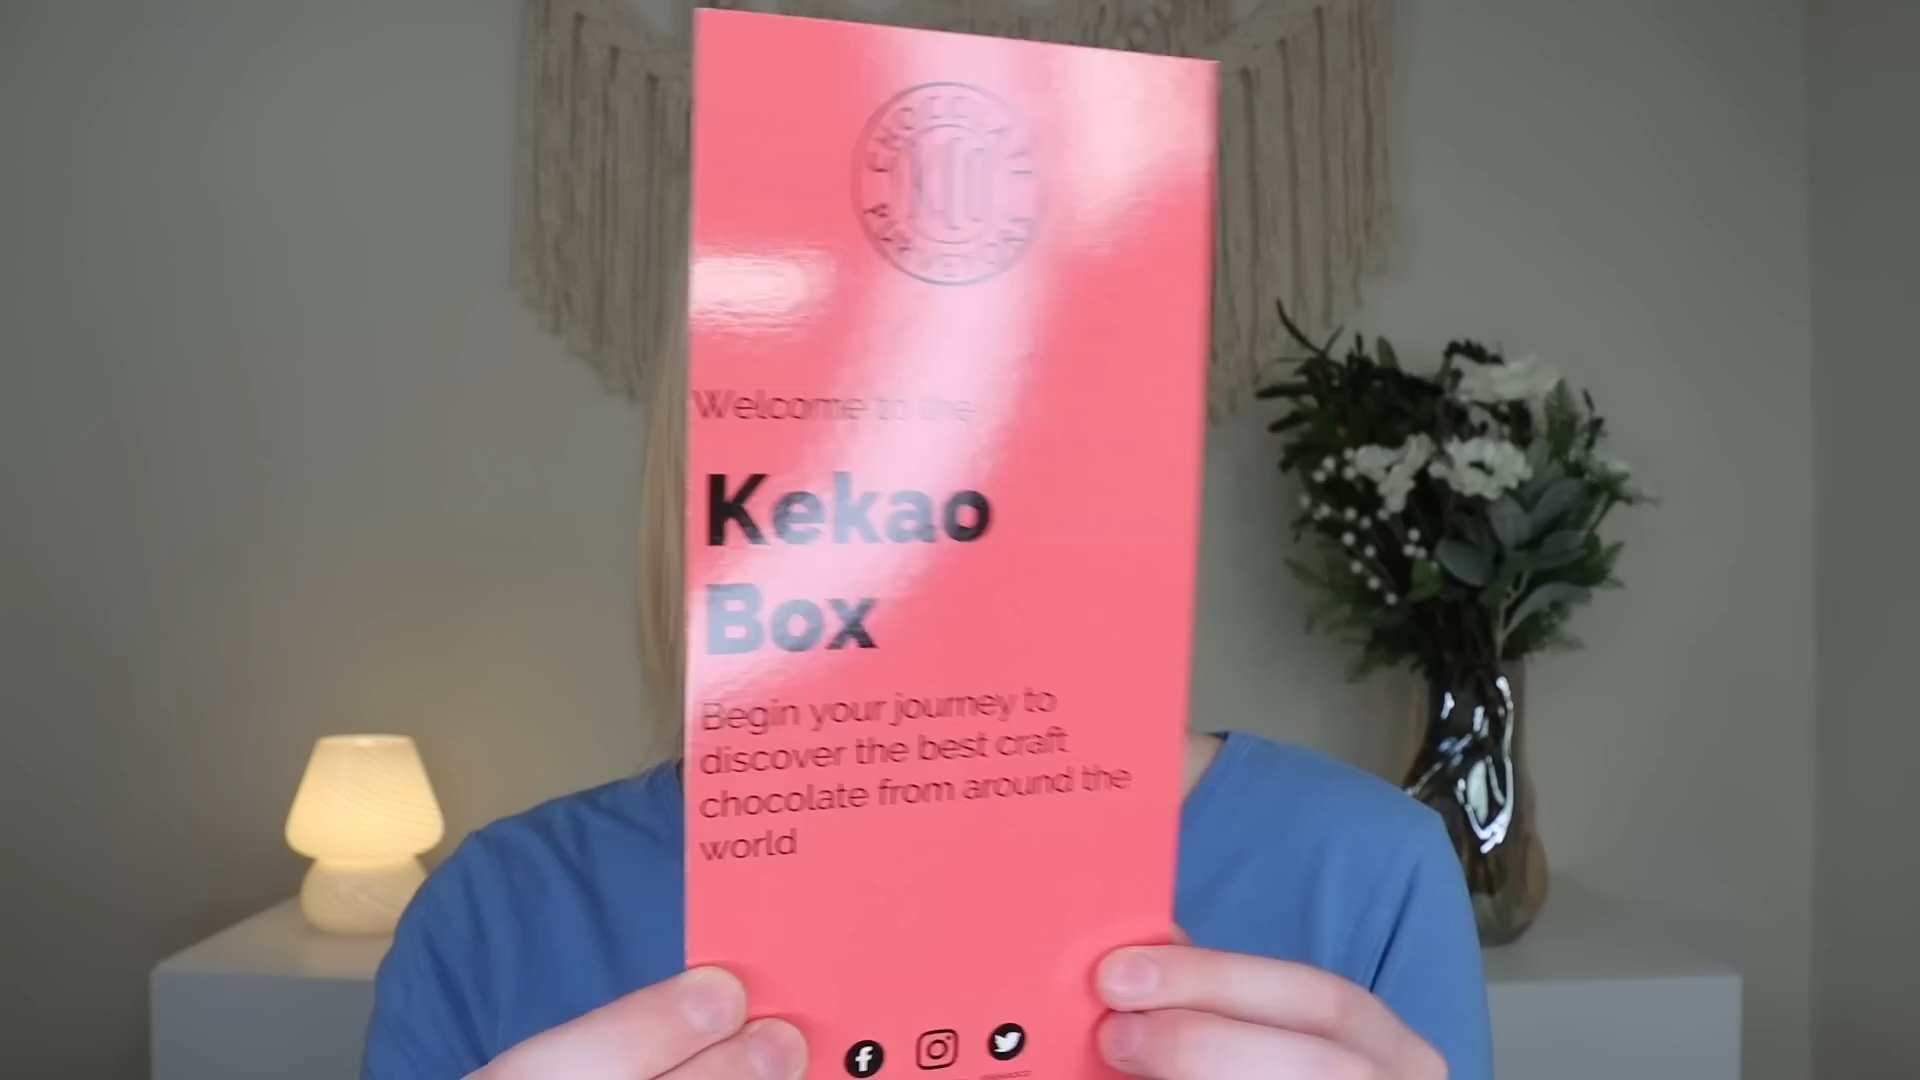 Welcome to the
Kekao
Box
Begin your journey to
discover the best craft
chocolate from around the
world